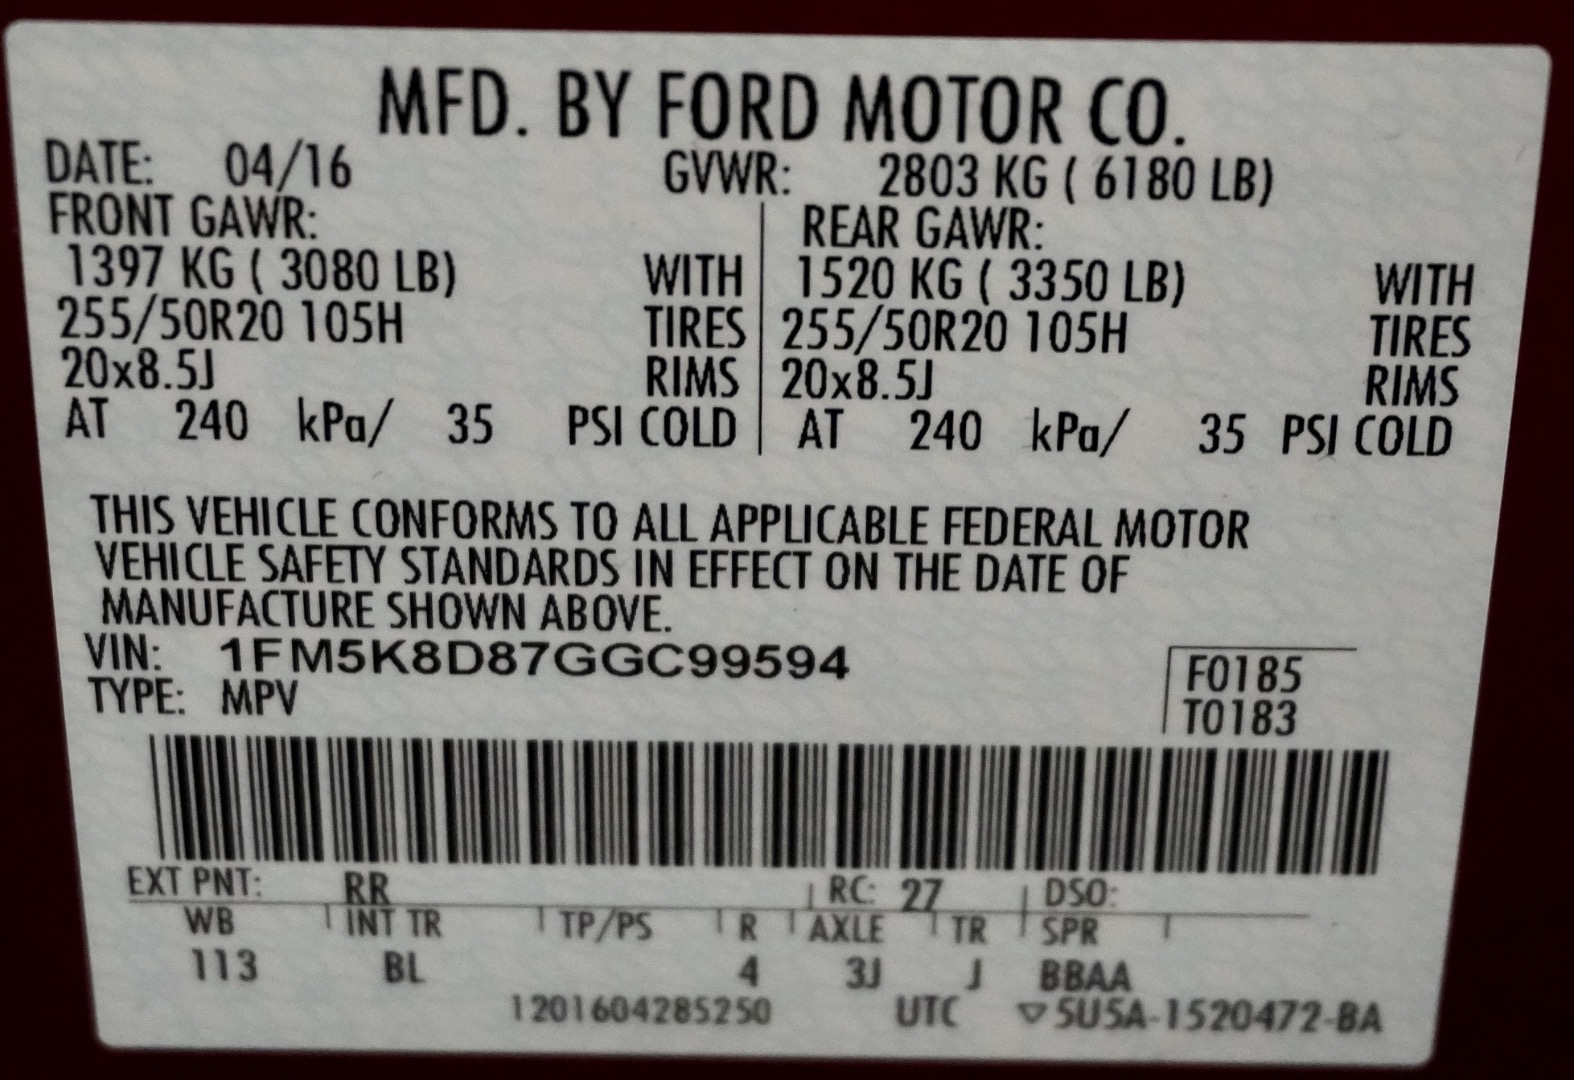 MFD. BY FORD MOTOR CO.
DATE: 04/16 GVWR: 2803 KG ( 6180 LB)
FRONT GAWR: REAR GAWR:
1397 KG ( 3080 LB) WITH 1520 KG ( 3350 LB) WITH
255/50R20 105H TIRES 255/50R20 105H TIRES
20x8.5J RIMS 20x8.5J RIMS
AT 240 kPa/ 35 PSI COLD AT 240 kPa/ 35 PSI COLD
THIS VEHICLE CONFORMS TO ALL APPLICABLE FEDERAL MOTOR
VEHICLE SAFETY STANDARDS IN EFFECT ON THE DATE OF
MANUFACTURE SHOWN ABOVE.
VIN: 1FM5K8D87GGC99594 F0185
TYPE: MPV T0183
EXT PNT: RR RC: 27 DSO:
WB INT TR TP/PS R AXLE TR SPR
113 BL 4 3J J BBAA
1201604285250 UTC ▽5U5A-1520472-BA